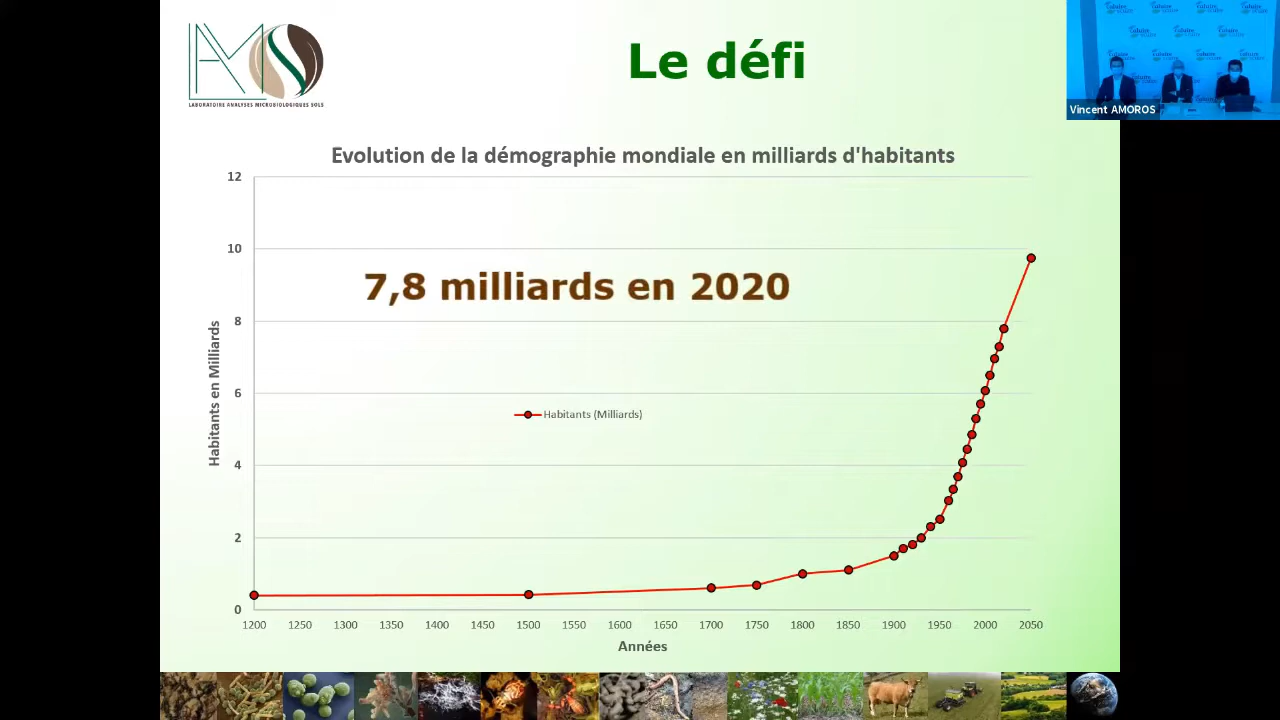 LAMS
LABORATOIRE ANALYSES MICROBIOLOGIQUES SOLS
Le défi
Vincent AMOROS
Evolution de la démographie mondiale en milliards d'habitants
7,8 milliards en 2020
Habitants en Milliards
12
10
8
6
4
2
0
Habitants (Milliards)
1200 1250 1300 1350 1400 1450 1500 1550 1600 1650 1700 1750 1800 1850 1900 1950 2000 2050
Années